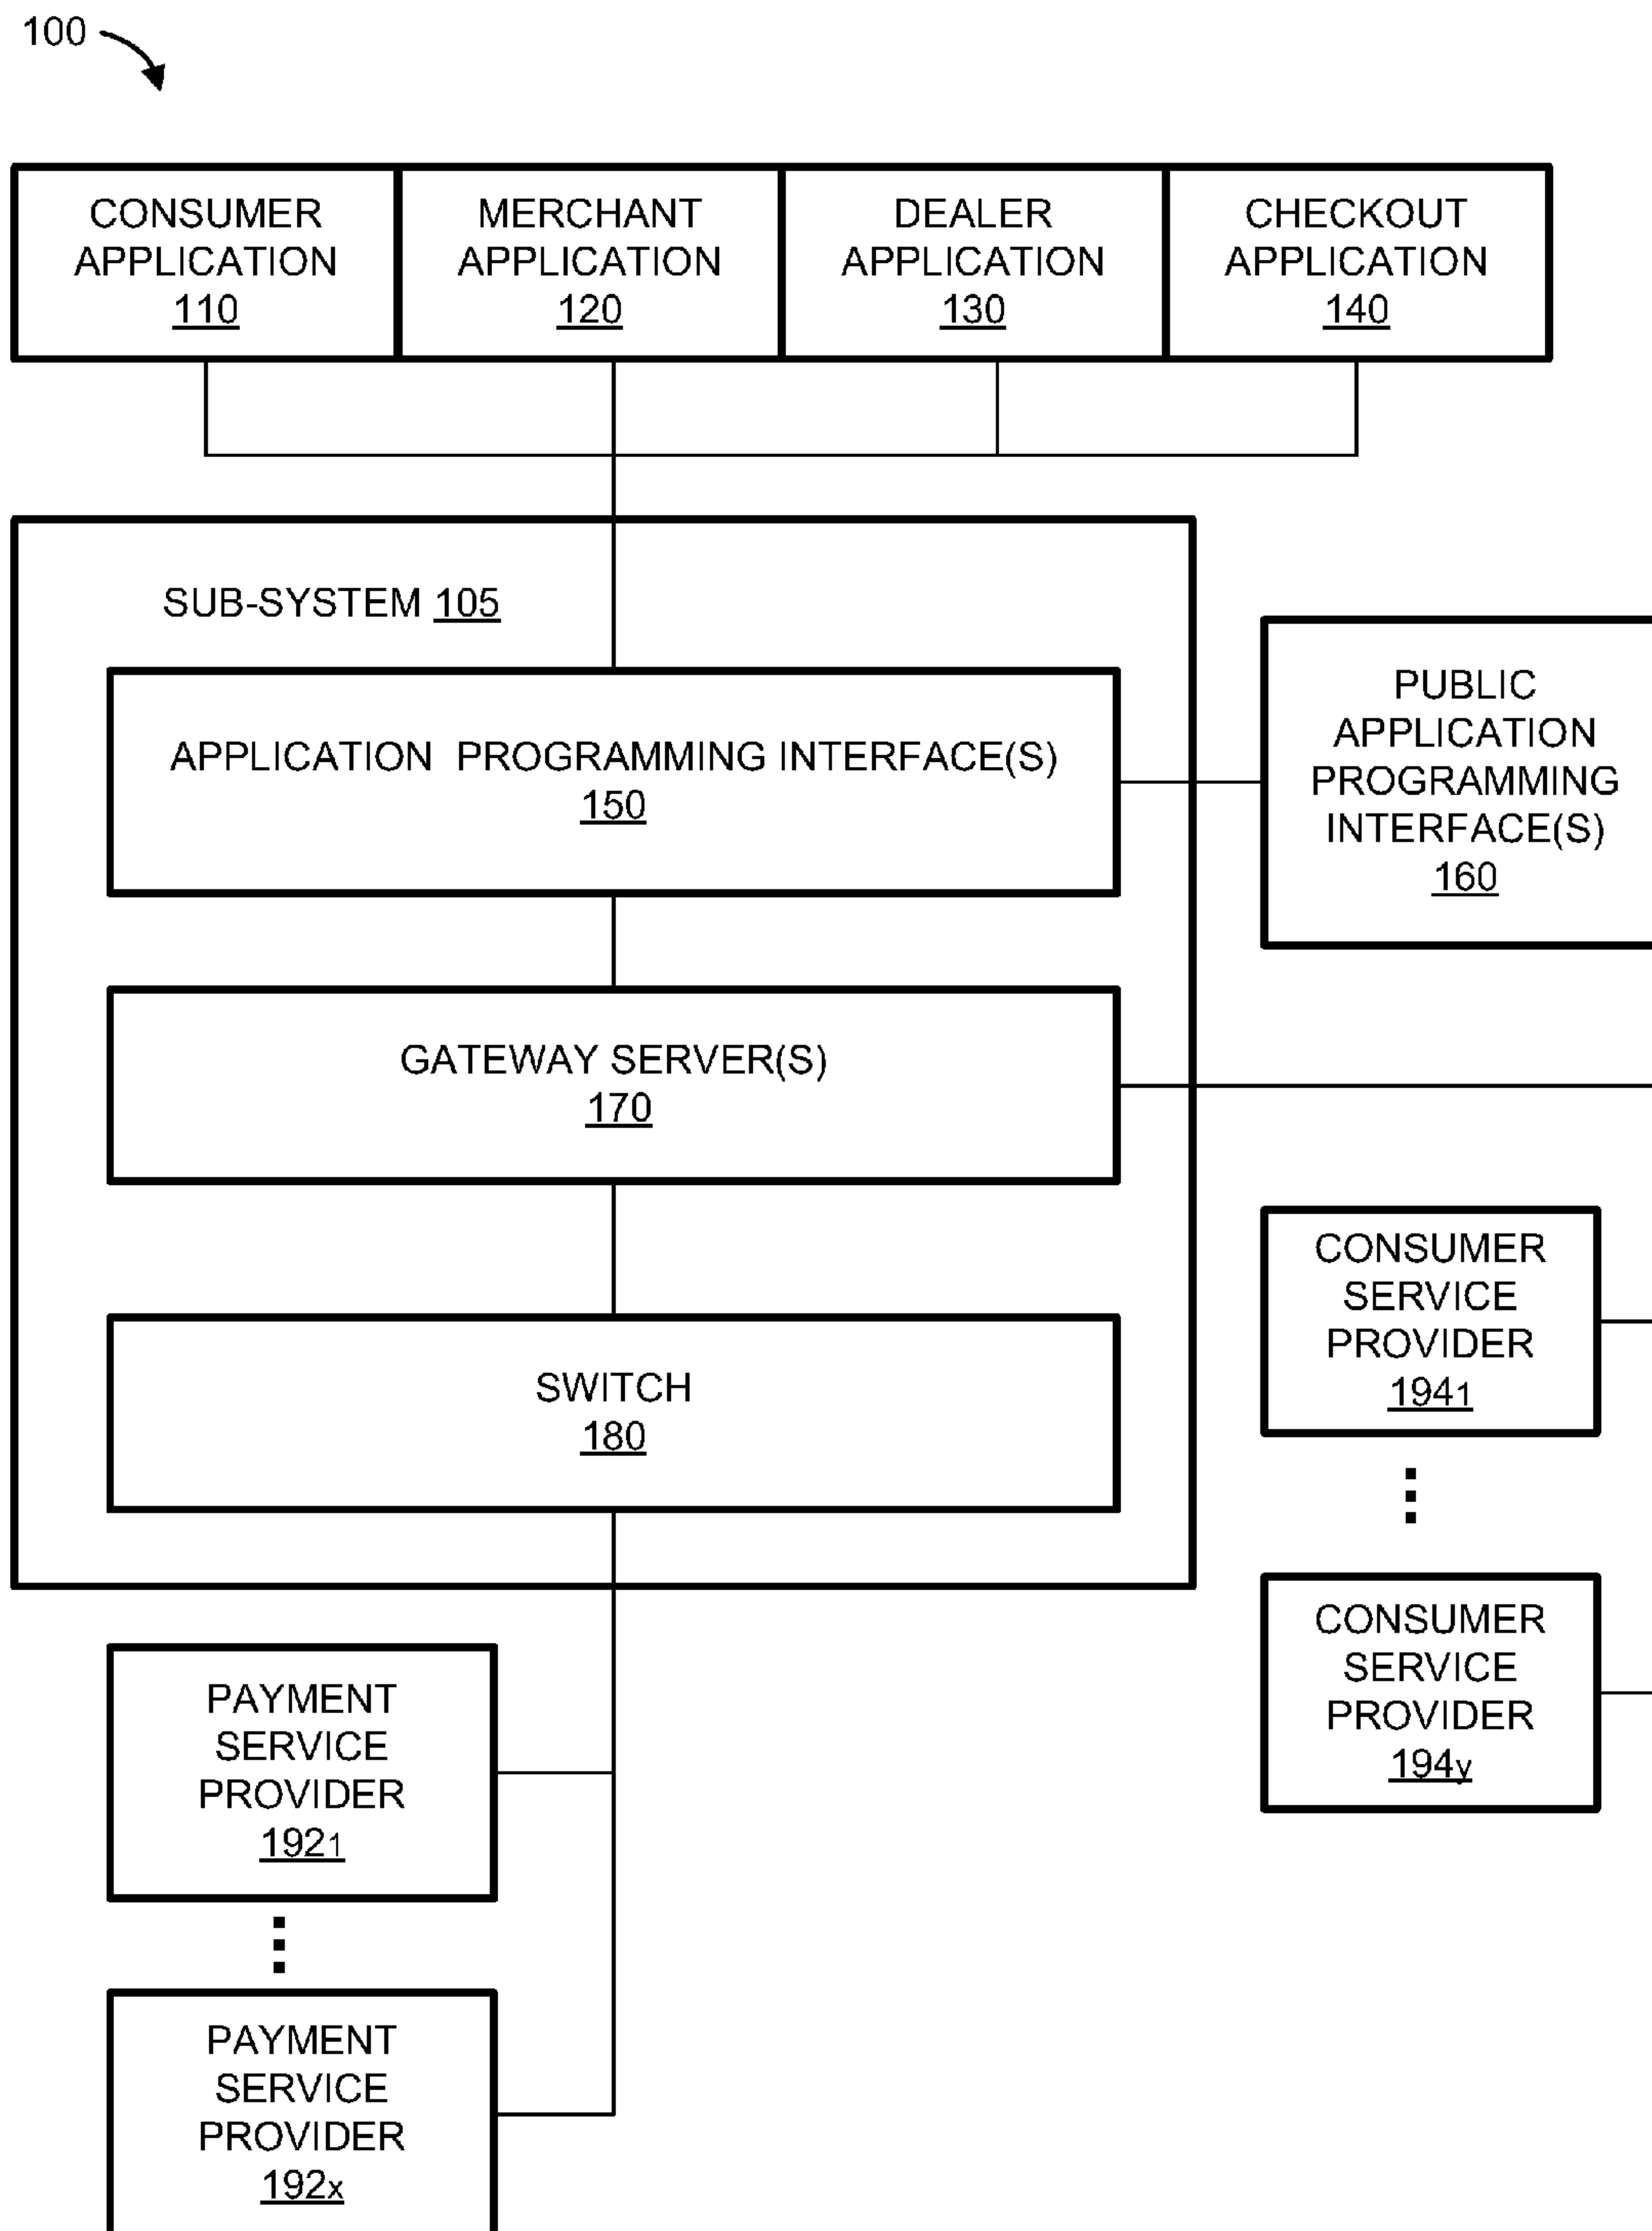 100
CONSUMER
APPLICATION
110
MERCHANT
APPLICATION
120
DEALER
APPLICATION
130
CHECKOUT
APPLICATION
140
SUB-SYSTEM 105
APPLICATION PROGRAMMING INTERFACE(S)
150
PUBLIC
APPLICATION
PROGRAMMING
INTERFACE(S)
160
GATEWAY SERVER(S)
170
CONSUMER
SERVICE
PROVIDER
1941
SWITCH
180
CONSUMER
SERVICE
PROVIDER
194y
PAYMENT
SERVICE
PROVIDER
1921
PAYMENT
SERVICE
PROVIDER
192x